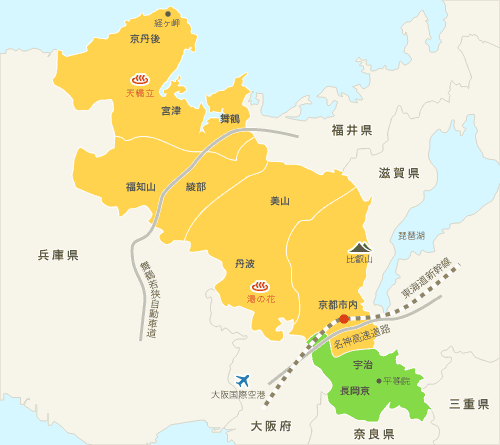 経ヶ岬
京丹後
天橋立
宮津
舞鶴
福井県
滋賀県
福知山
綾部
美山
琵琶湖
兵庫県
比叡山
丹波
舞鶴若狭自動車道
東海道新幹線
湯の花
京都市内
名神高速道路
宇治
平等院
大阪国際空港
長岡京
三重県
大阪府
奈良県